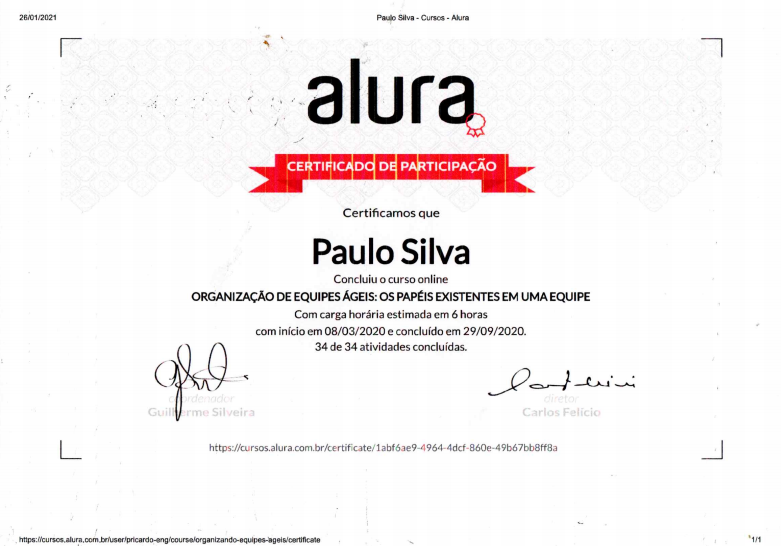 26/01/2021
Paulo Silva - Cursos - Alura
alura
CERTIFICADO DE PARTICIPAÇÃO
Certificamos que
Paulo Silva
Concluiu o curso online
ORGANIZAÇÃO DE EQUIPES ÁGEIS: OS PAPÉIS EXISTENTES EM UMA EQUIPE
Com carga horária estimada em 6 horas
com início em 08/03/2020 e concluído em 29/09/2020.
34 de 34 atividades concluídas.
coordenador
Guilherme Silveira
diretor
Carlos Felício
https://cursos.alura.com.br/certificate/1abf6ae9-4964-4dcf-860e-49b67bb8ff8a
https://cursos.alura.com.br/user/pricardo-eng/course/organizando-equipes-ageis/certificate
1/1